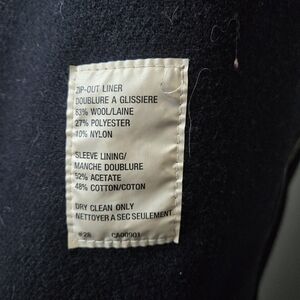 ZIP-OUT LINER
DOUBLURE A GLISSIERE
63% WOOL/LAINE
27% POLYESTER
10% NYLON
SLEEVE LINING/
MANCHE DOUBLURE
52% ACETATE
48% COTTON/COTON
DRY CLEAN ONLY
NETTOYER A SEC SEULEMENT
CA00901